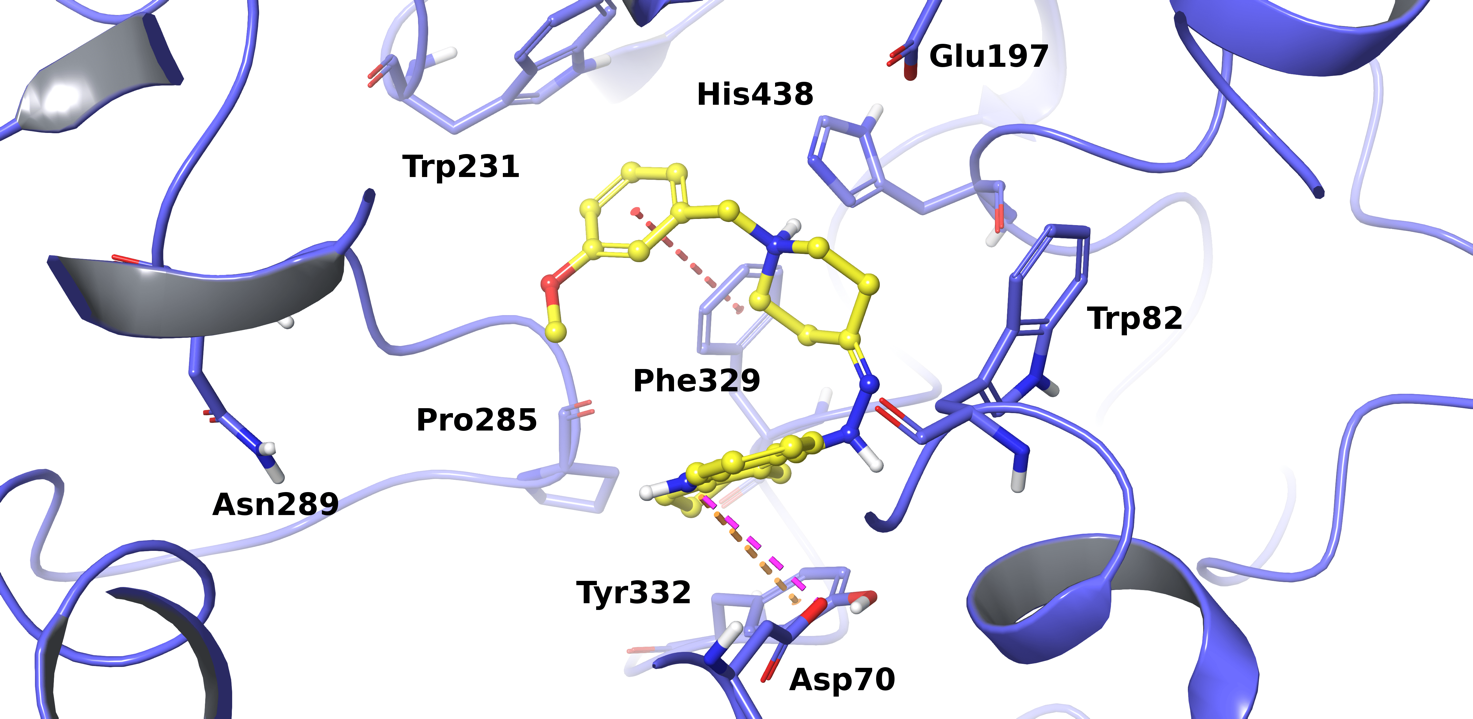 Glu197
His438
Trp231
Trp82
Phe329
Pro285
Asn289
Tyr332
Asp70